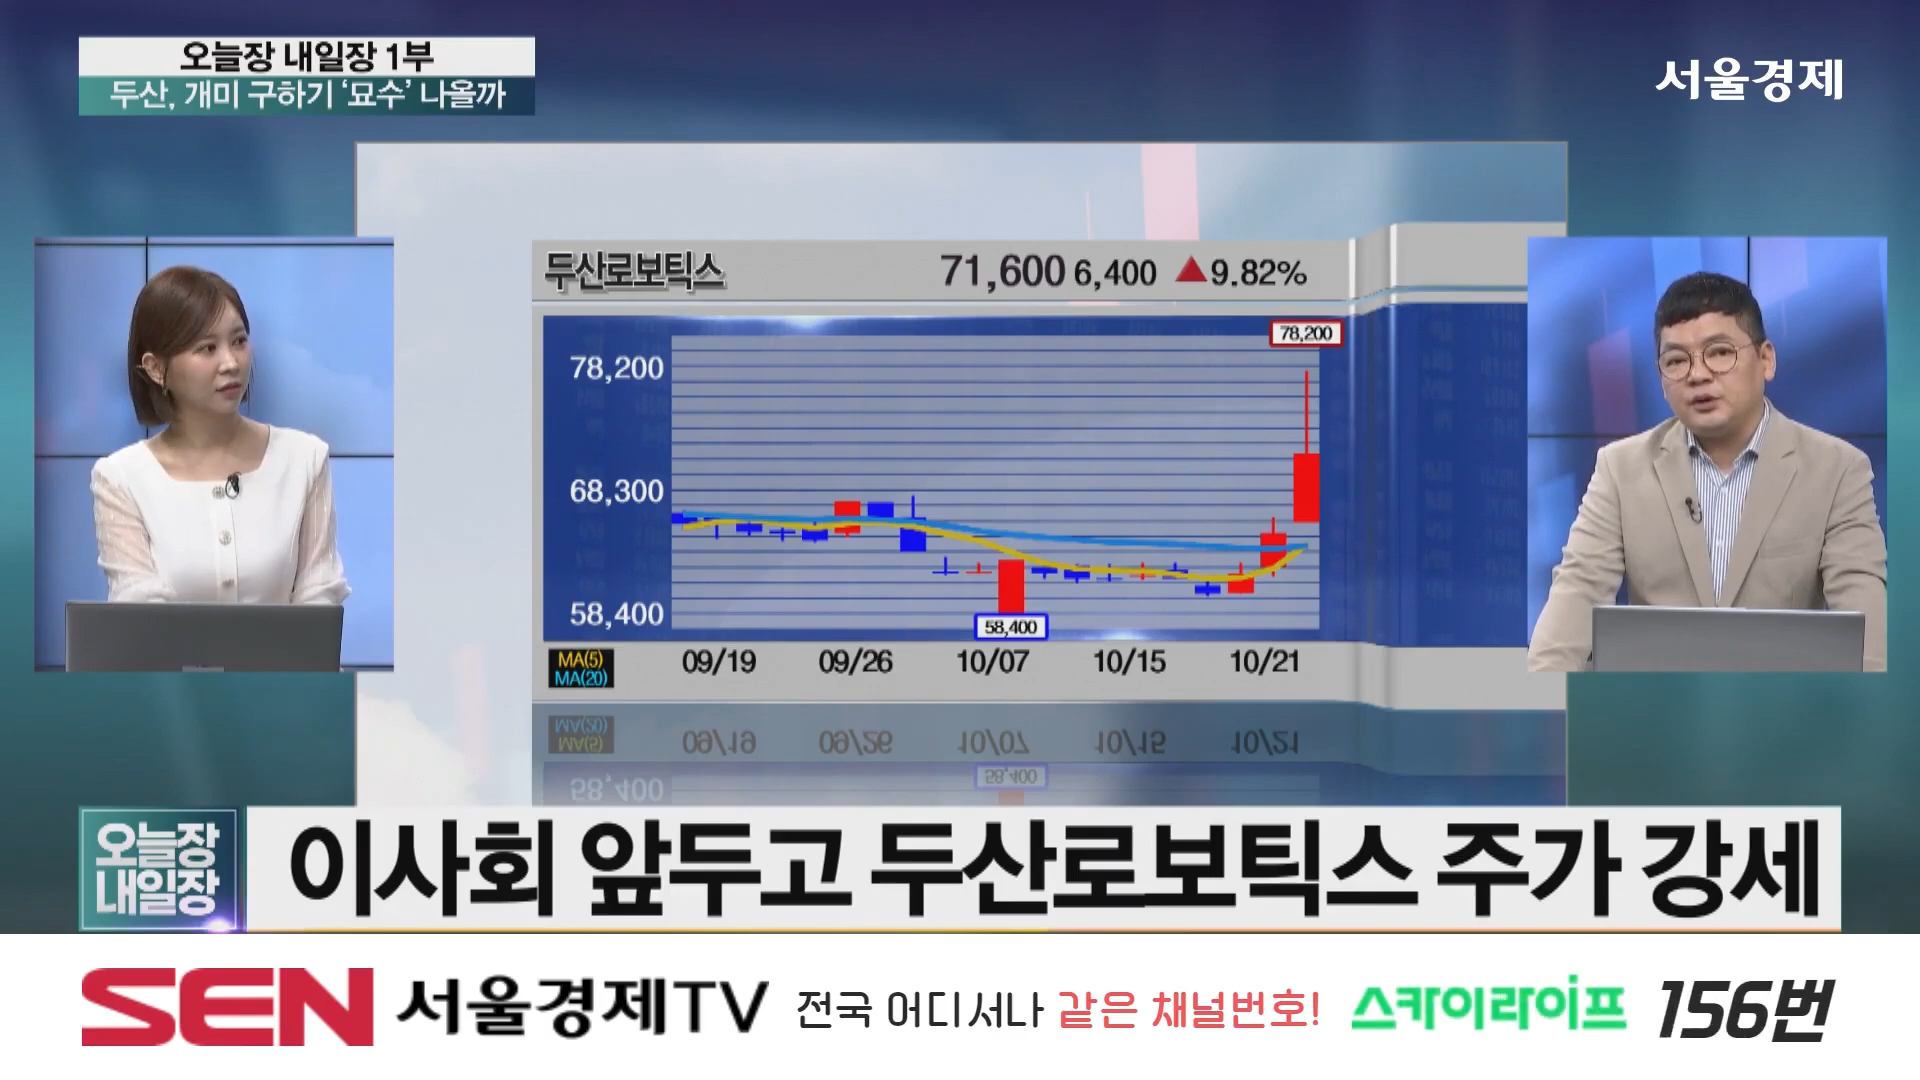 오늘장 내일장 1부
두산, 개미 구하기 ‘묘수’ 나올까
서울경제
두산로보틱스 71,600 6,400 ▲9.82%
78,200
78,200
68,300
58,400
58,400
MA(5)
MA(20)
09/19 09/26 10/07 10/15 10/21
오늘장
내일장
이사회 앞두고 두산로보틱스 주가 강세
SEN 서울경제TV 전국 어디서나 같은 채널번호! 스카이라이프 156번